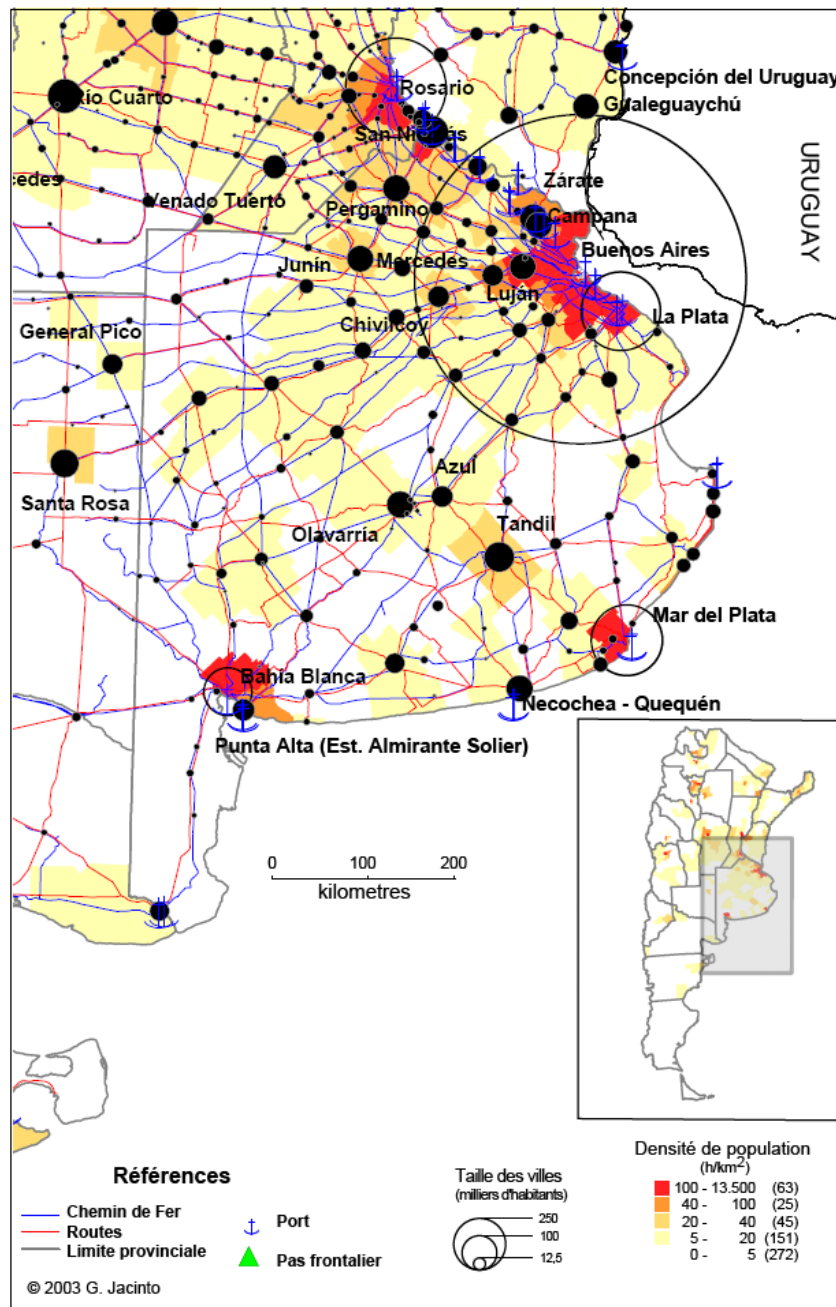 Concepción del Uruguay
Río Cuarto
Rosario
Gualeguaychú
San Nicolás
URUGUAY
cedes
Venado Tuerto
Zárate
Pergamino
Campana
Buenos Aires
Junín
Mercedes
Luján
La Plata
General Pico
Chivilcoy
Azul
Santa Rosa
Olavarría
Tandil
Mar del Plata
Bahía Blanca
Necochea - Quequén
Punta Alta (Est. Almirante Solier)
0 100 200
kilometres
Références
Chemin de Fer
Routes
Limite provinciale
Port
Pas frontalier
Taille des villes
(milliers d'habitants)
250
100
12,5
Densité de population
(h/km²)
100 - 13.500 (63)
40 - 100 (25)
20 - 40 (45)
5 - 20 (151)
0 - 5 (272)
© 2003 G. Jacinto